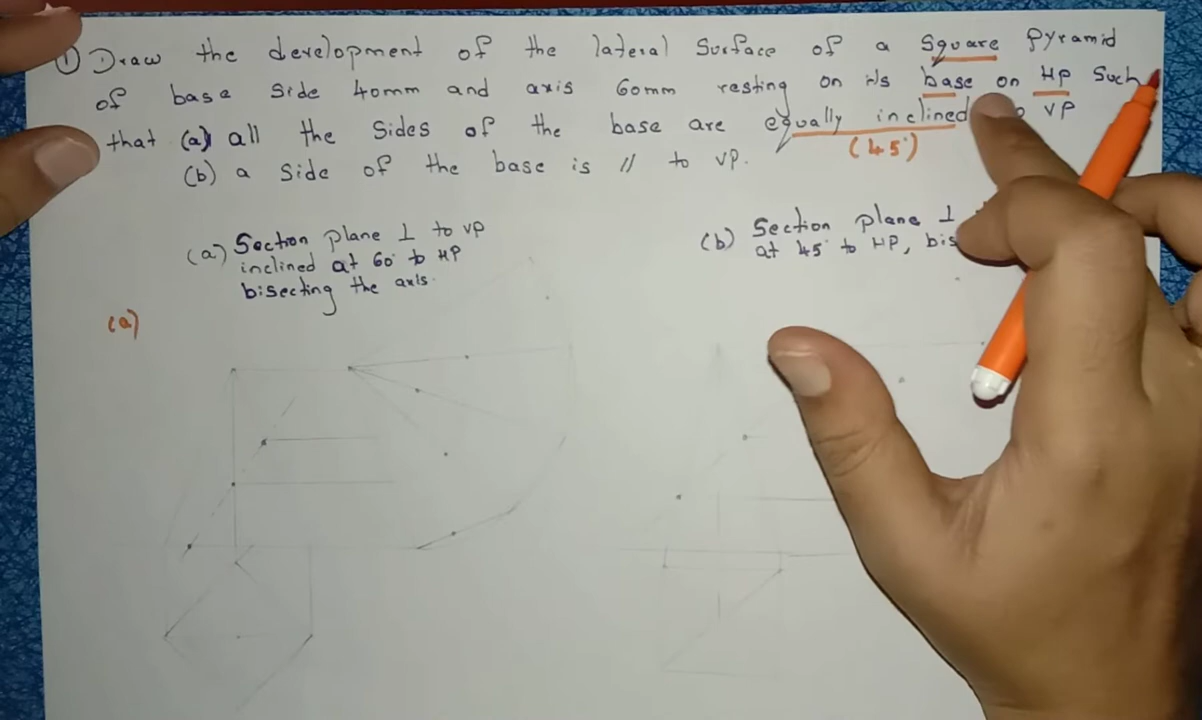 ① Draw the development of the lateral Surface of a Square Pyramid
of base Side 40mm and axis 60mm resting on its base on HP Such
that (a) all the Sides of the base are equally inclined to VP
(45°)
(b) a Side of the base is // to VP.
(a) Section plane ⊥ to VP
inclined at 60° to HP
bisecting the axis.
(b) Section plane ⊥
at 45° to HP,
(a)